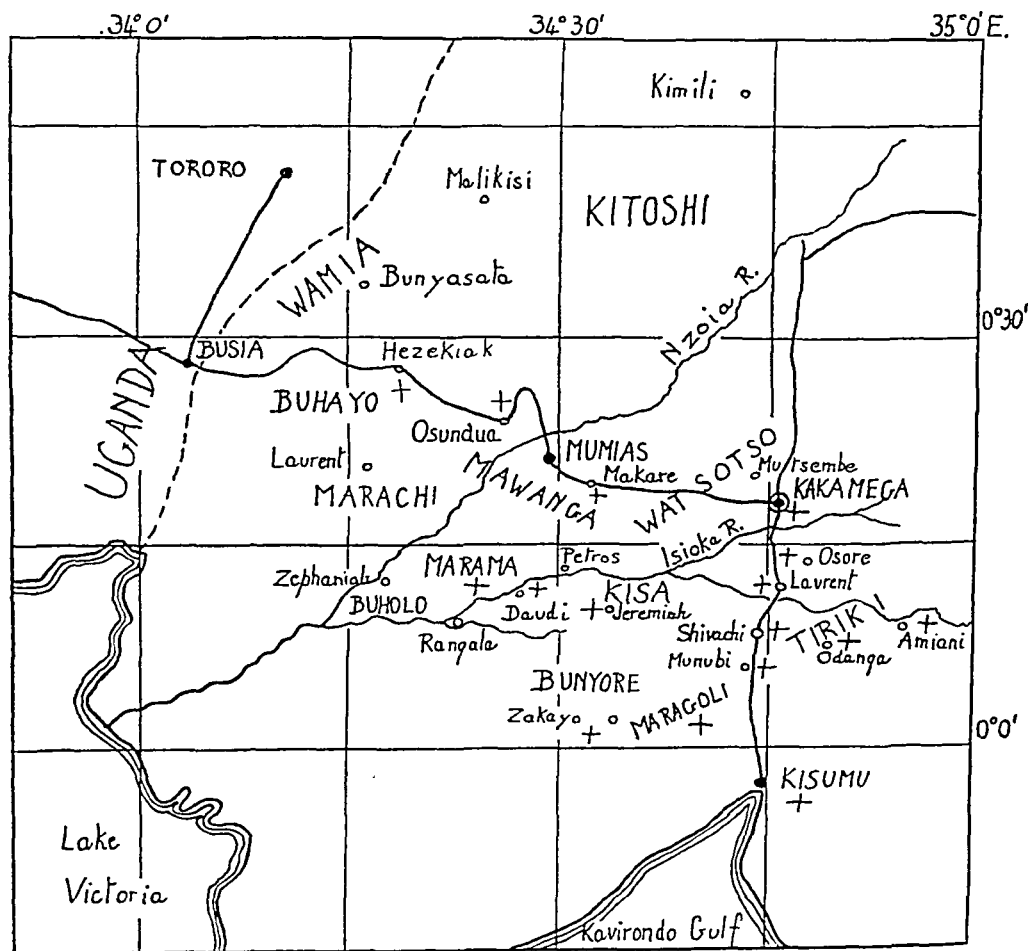 34°0'
34°30'
35°0'E.
Kimili
TORORO
Malikisi
KITOSHI
WAMIA
Bunyasata
Nzoia R.
0°30'
UGANDA
BUSIA
Hezekiak
BUHAYO
Osundua
Laurent
MARACHI
MUMIAS
MAWANGA
Makare
WATSOTSO
Mutsembe
KAKAMEGA
Isioka R.
Petros
Osore
Zephaniah
MARAMA
KISA
Laurent
BUHOLO
Daudi
Jeremiah
Rangala
Shivachi
TIRIKI
Amiani
Odanga
Munubi
BUNYORE
MARAGOLI
Zakayo
0°0'
KISUMU
Lake
Victoria
Kavirondo Gulf